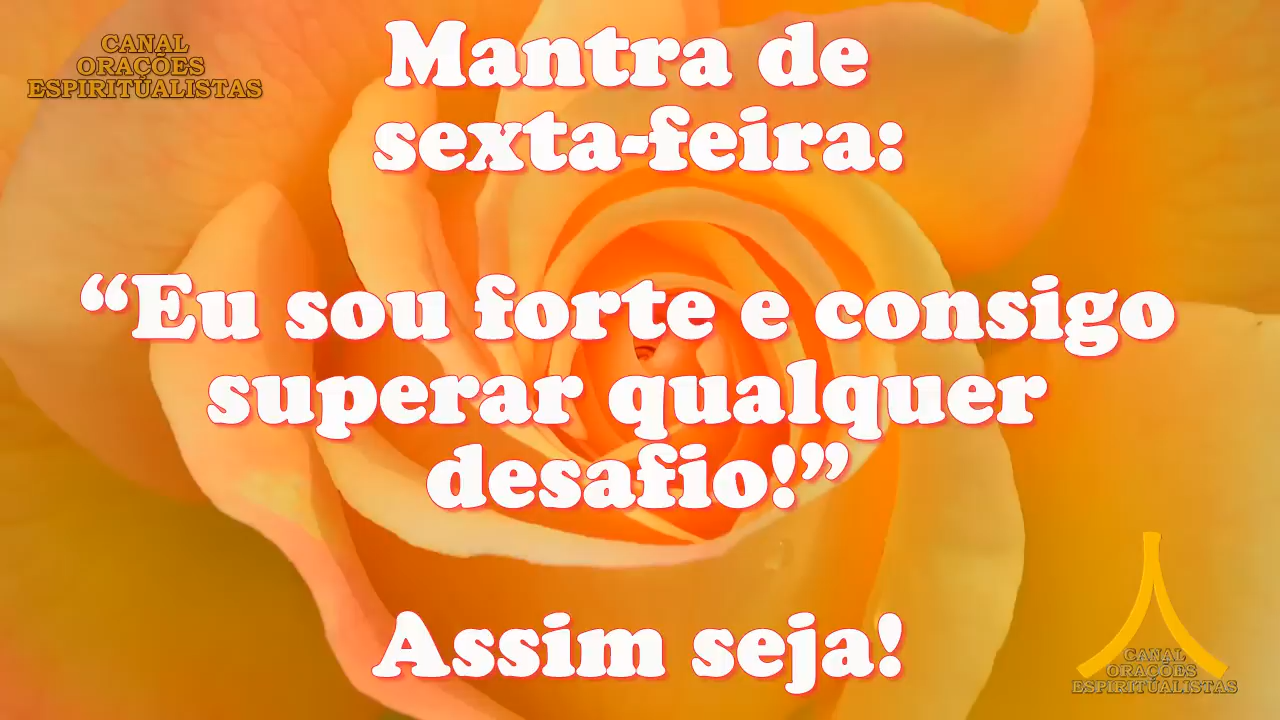 CANAL
ORAÇÕES
ESPIRITUALISTAS
Mantra de
sexta-feira:
“Eu sou forte e consigo
superar qualquer
desafio!”
Assim seja!
CANAL
ORAÇÕES
ESPIRITUALISTAS